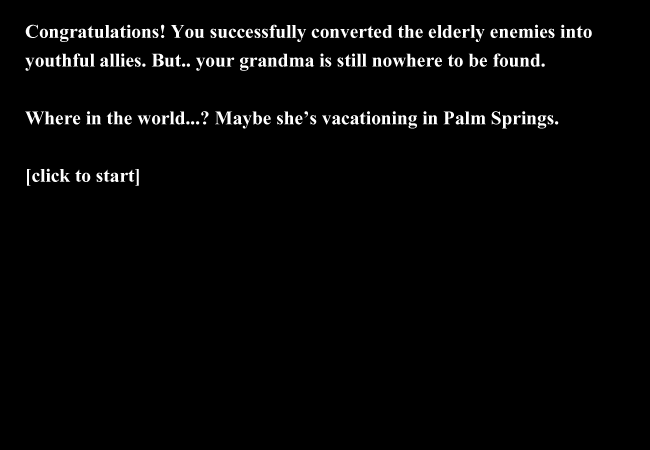 Congratulations! You successfully converted the elderly enemies into
youthful allies. But.. your grandma is still nowhere to be found.
Where in the world...? Maybe she’s vacationing in Palm Springs.
[click to start]